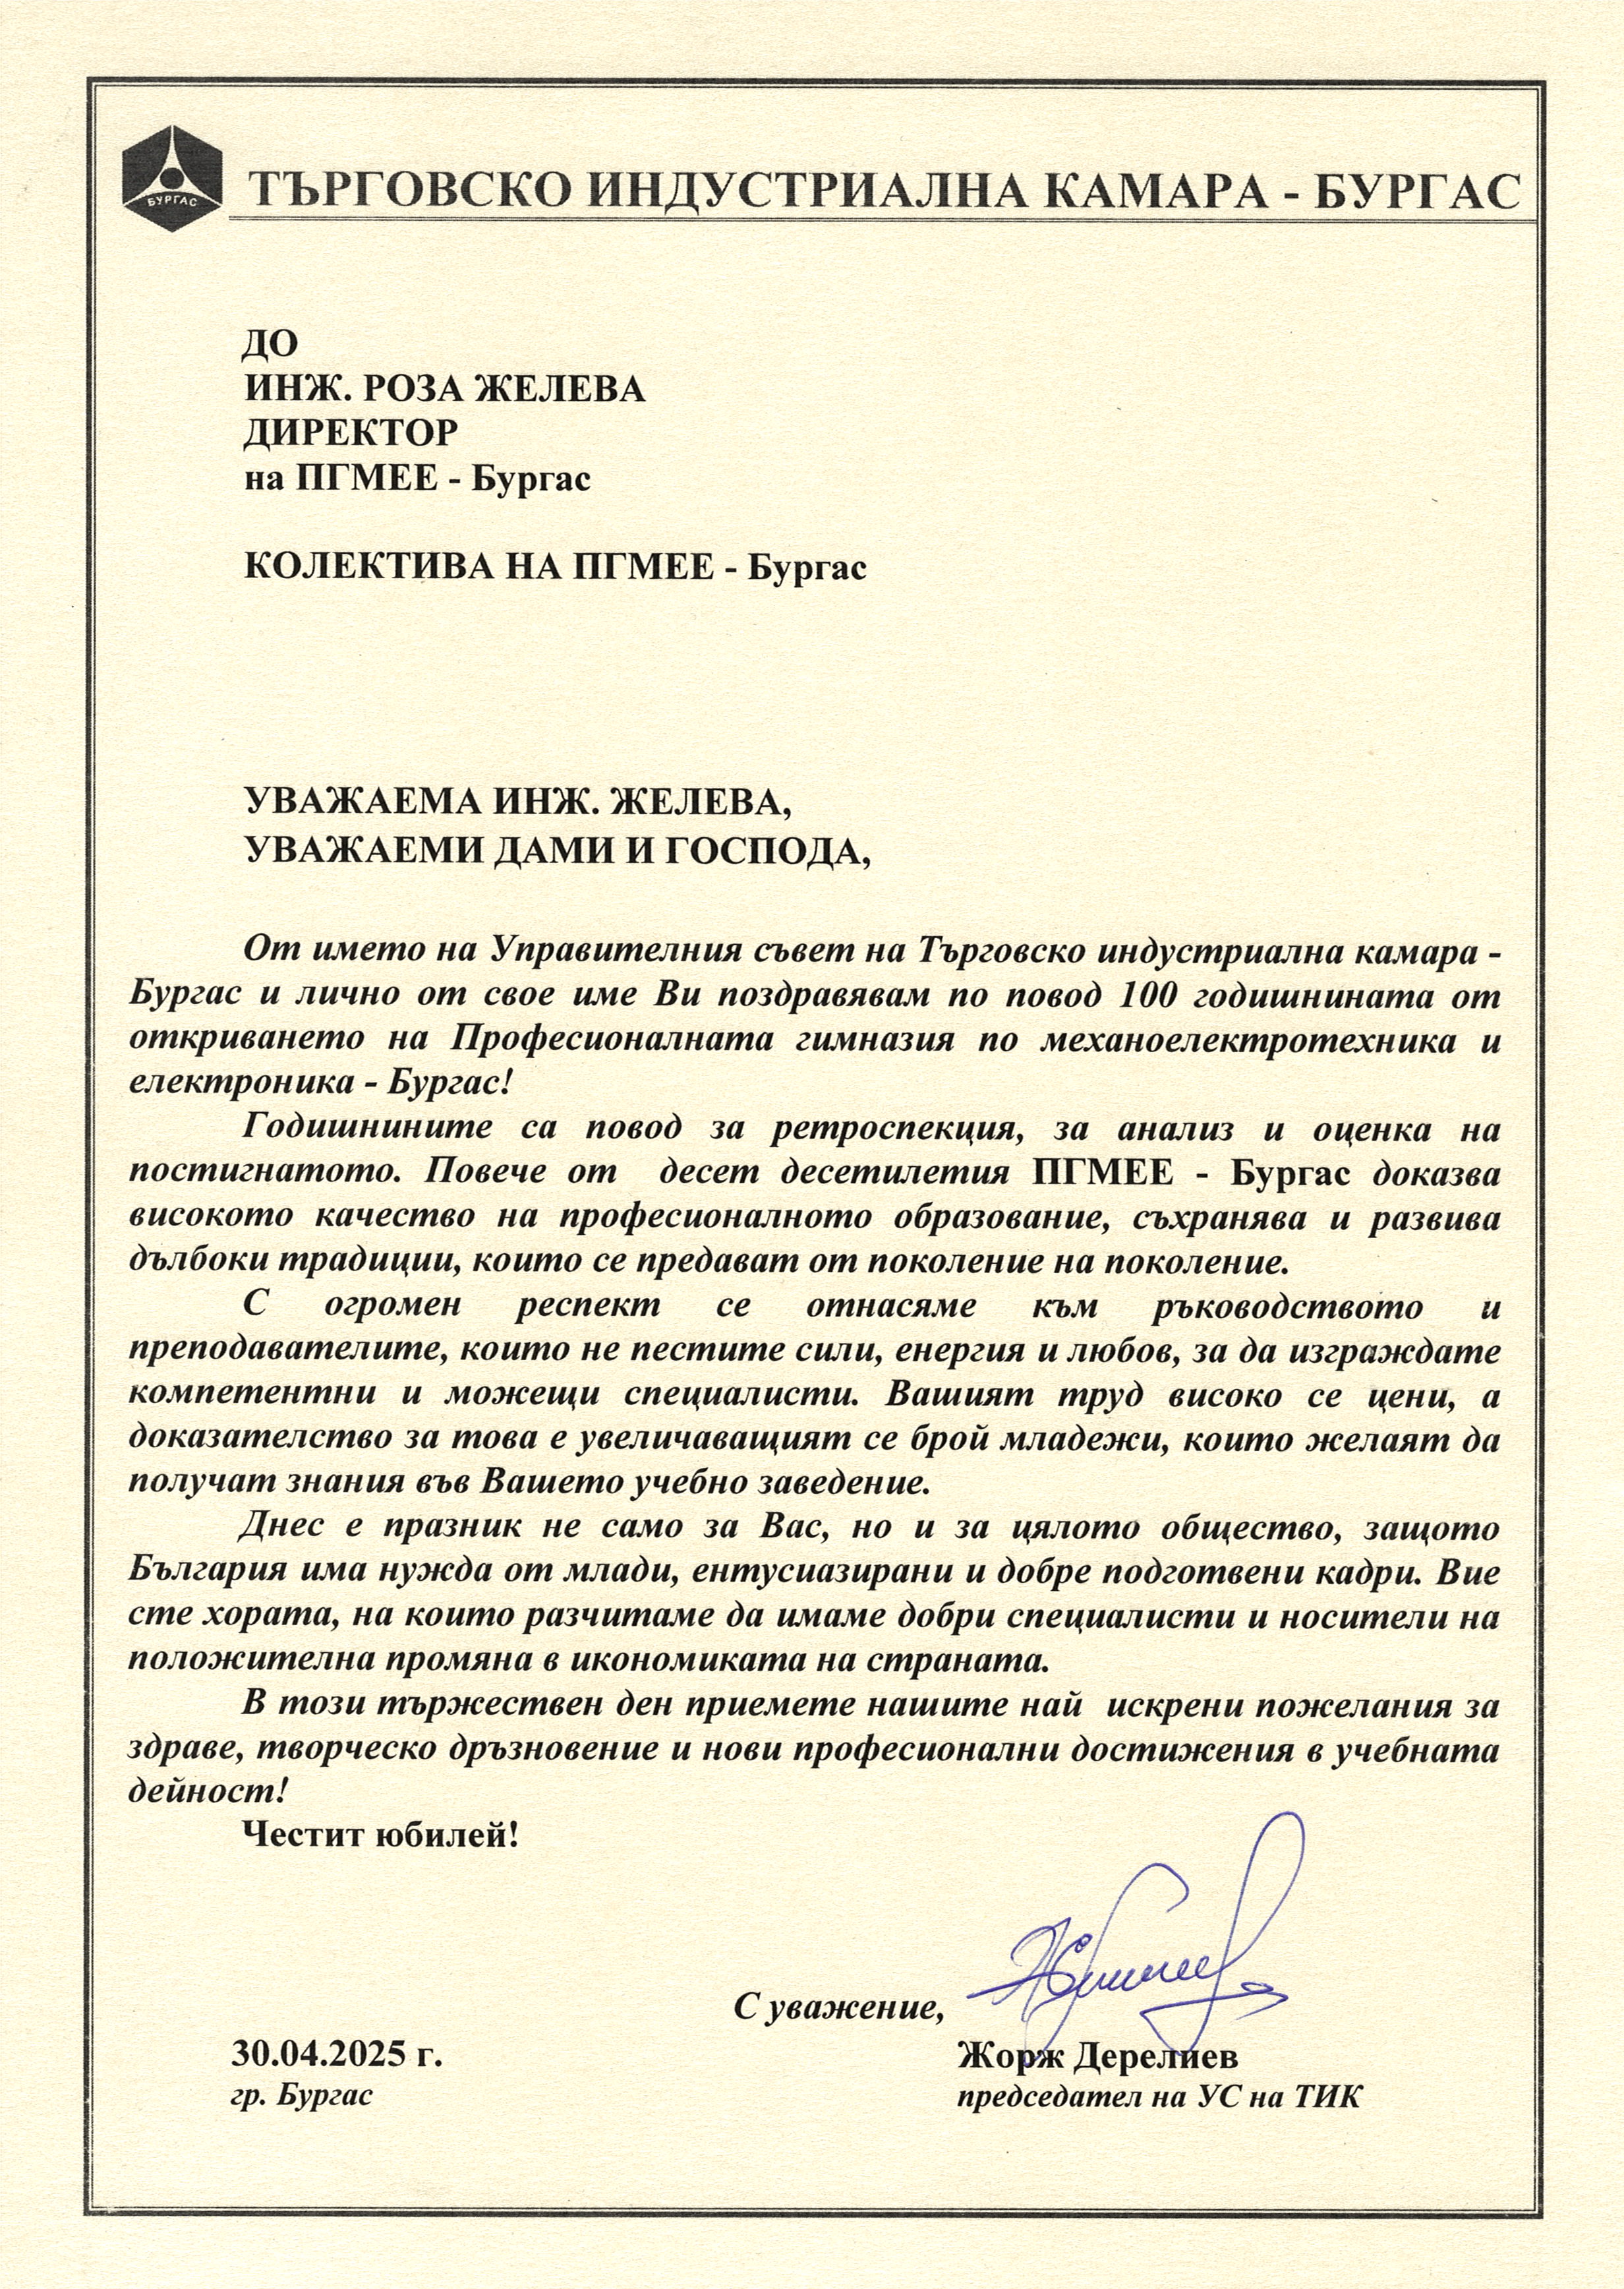 БУРГАС
ТЪРГОВСКО ИНДУСТРИАЛНА КАМАРА - БУРГАС
ДО
ИНЖ. РОЗА ЖЕЛЕВА
ДИРЕКТОР
на ПГМЕЕ - Бургас
КОЛЕКТИВА НА ПГМЕЕ - Бургас
УВАЖАЕМА ИНЖ. ЖЕЛЕВА,
УВАЖАЕМИ ДАМИ И ГОСПОДА,
От името на Управителния съвет на Търговско индустриална камара -
Бургас и лично от свое име Ви поздравявам по повод 100 годишнината от
откриването на Професионалната гимназия по механоелектротехника и
електроника - Бургас!
Годишнините са повод за ретроспекция, за анализ и оценка на
постигнатото. Повече от десет десетилетия ПГМЕЕ - Бургас доказва
високото качество на професионалното образование, съхранява и развива
дълбоки традиции, които се предават от поколение на поколение.
С огромен респект се отнасяме към ръководството и
преподавателите, които не пестите сили, енергия и любов, за да изграждате
компетентни и можещи специалисти. Вашият труд високо се цени, а
доказателство за това е увеличаващият се брой младежи, които желаят да
получат знания във Вашето учебно заведение.
Днес е празник не само за Вас, но и за цялото общество, защото
България има нужда от млади, ентусиазирани и добре подготвени кадри. Вие
сте хората, на които разчитаме да имаме добри специалисти и носители на
положителна промяна в икономиката на страната.
В този тържествен ден приемете нашите най искрени пожелания за
здраве, творческо дръзновение и нови професионални достижения в учебната
дейност!
Честит юбилей!
С уважение,
30.04.2025 г.
Жорж Дерелиев
гр. Бургас
председател на УС на ТИК